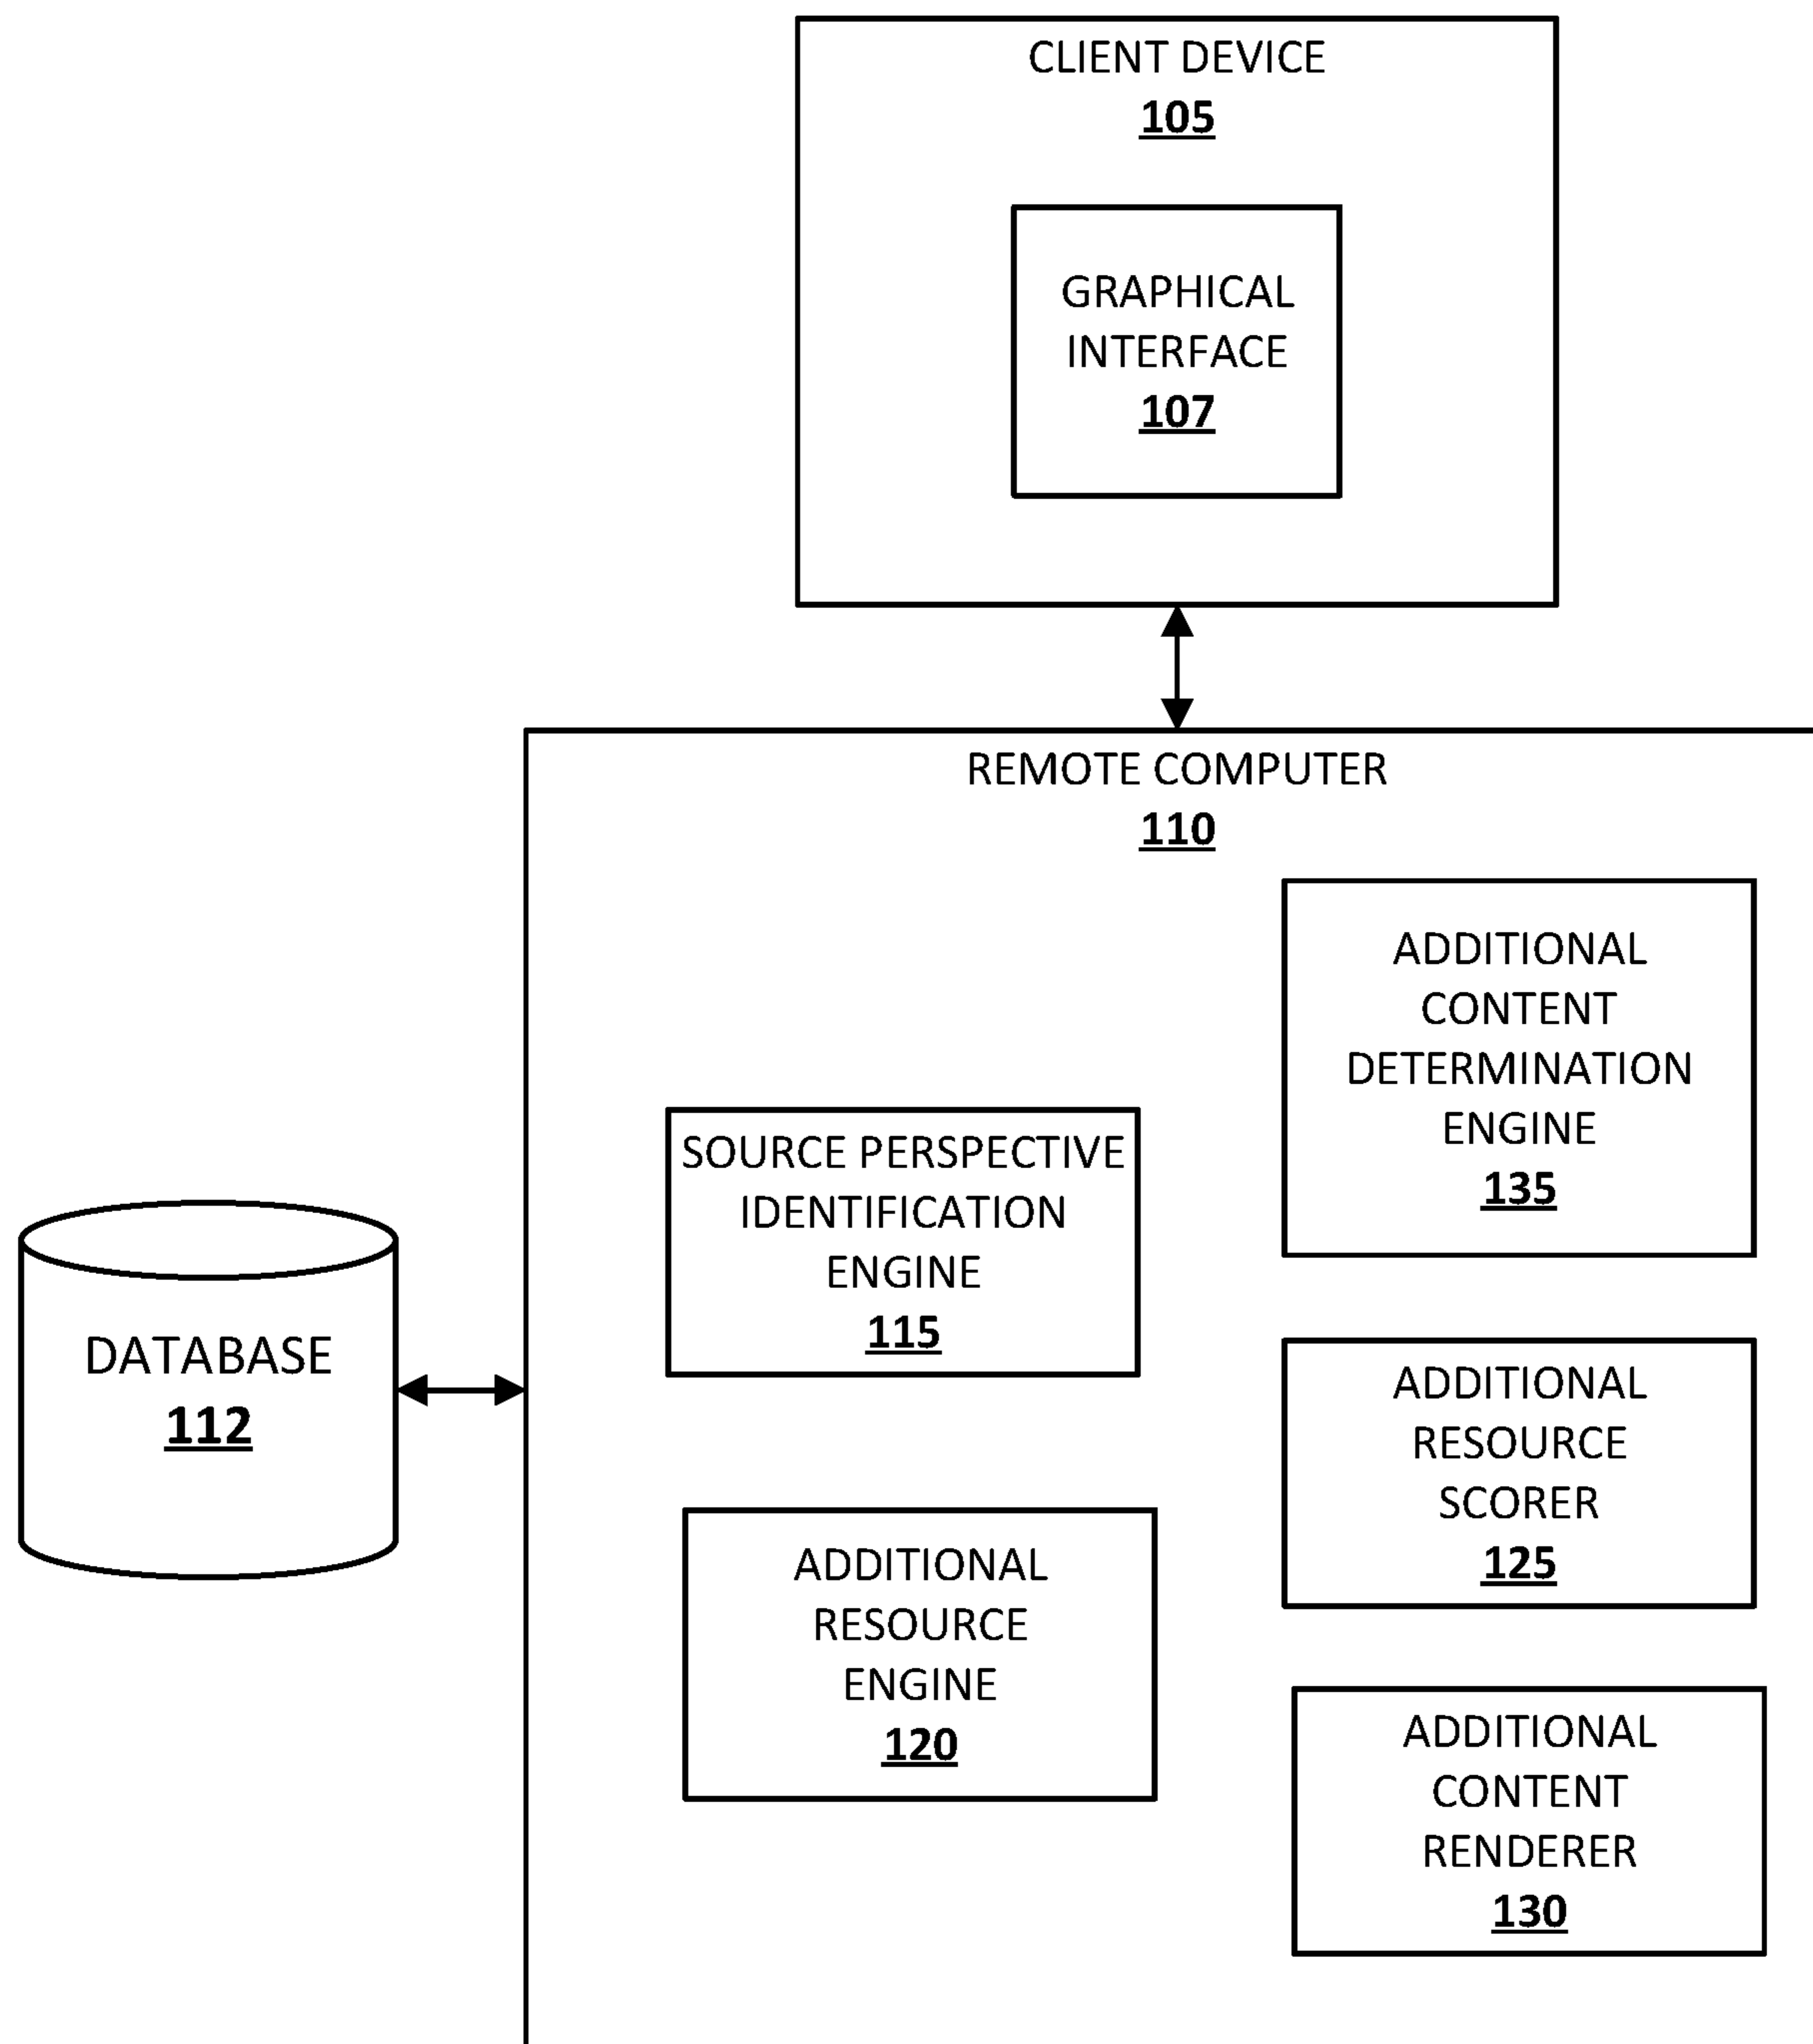 CLIENT DEVICE
105
GRAPHICAL
INTERFACE
107
REMOTE COMPUTER
110
ADDITIONAL
CONTENT
DETERMINATION
ENGINE
135
SOURCE PERSPECTIVE
IDENTIFICATION
ENGINE
115
DATABASE
112
ADDITIONAL
RESOURCE
SCORER
125
ADDITIONAL
RESOURCE
ENGINE
120
ADDITIONAL
CONTENT
RENDERER
130